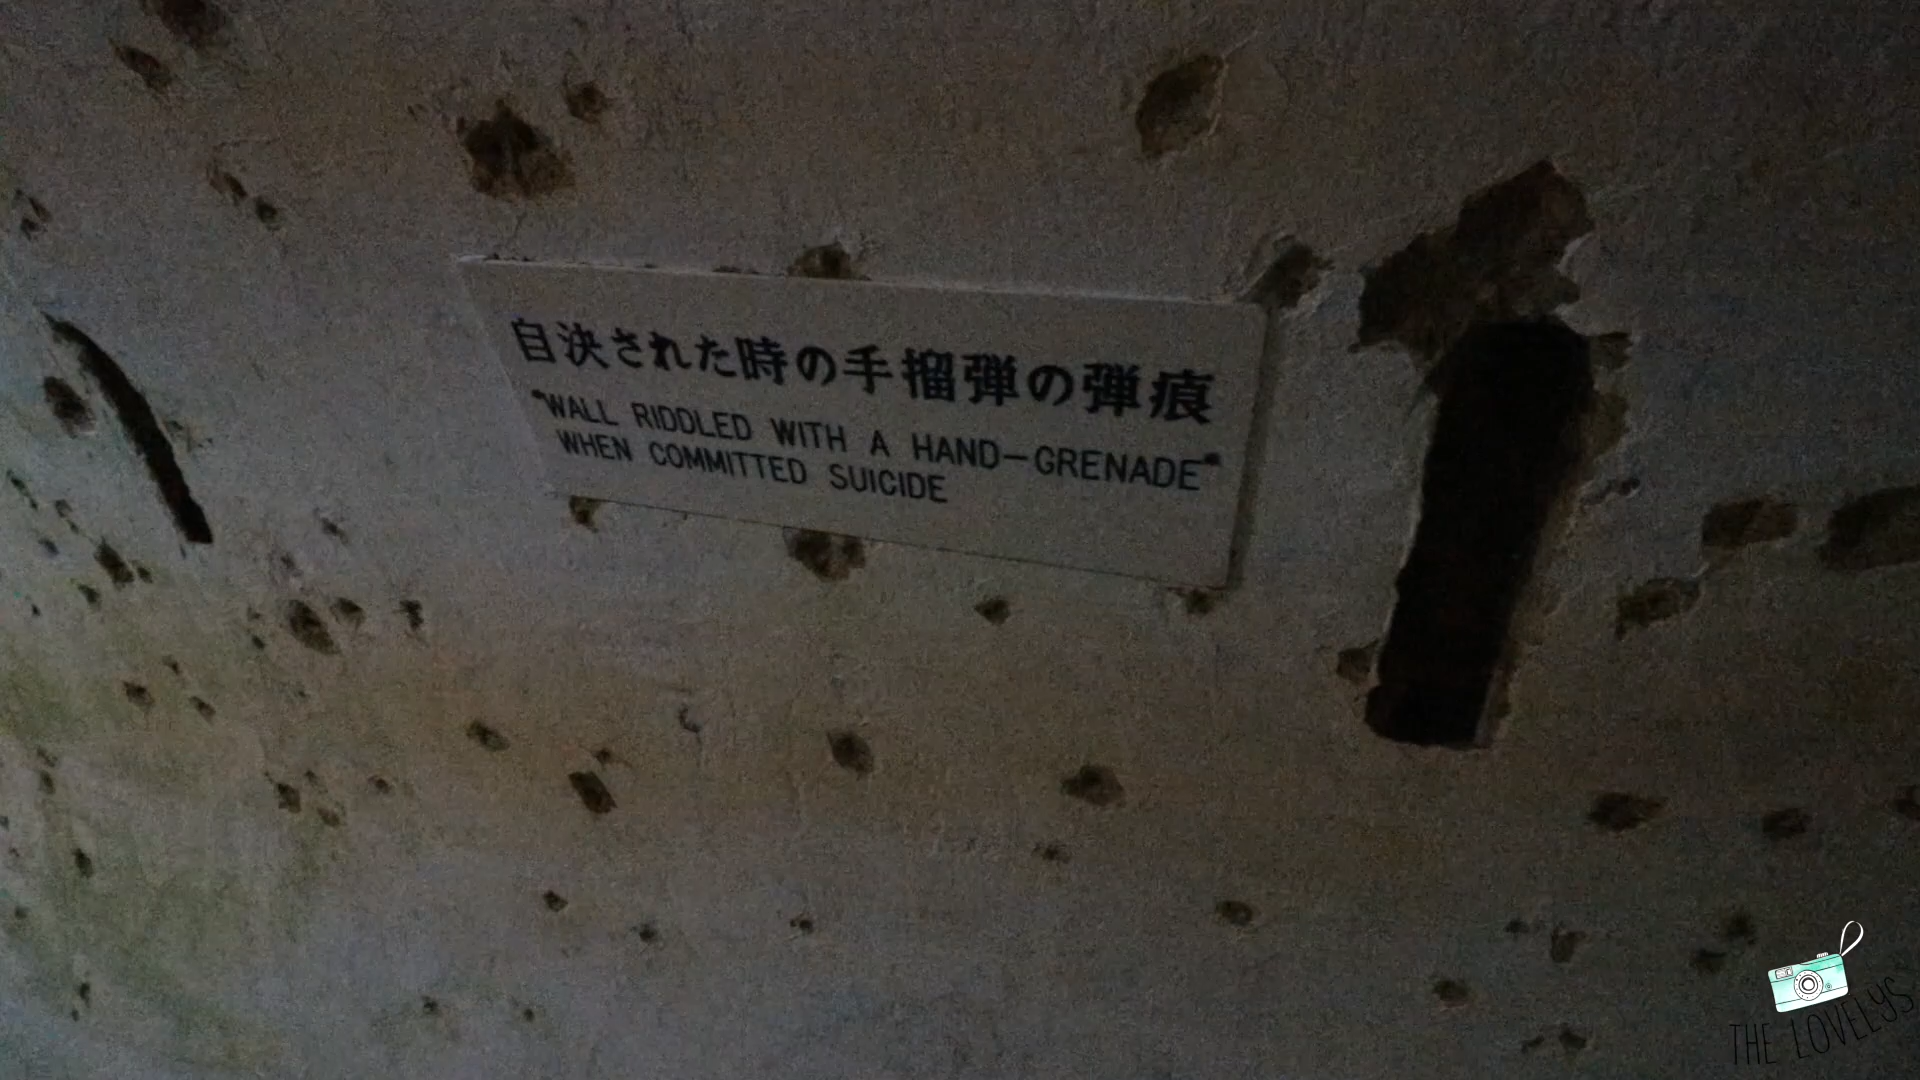 自決された時の手榴弾の弾痕
"WALL RIDDLED WITH A HAND-GRENADE"
WHEN COMMITTED SUICIDE
THE LOVELYS